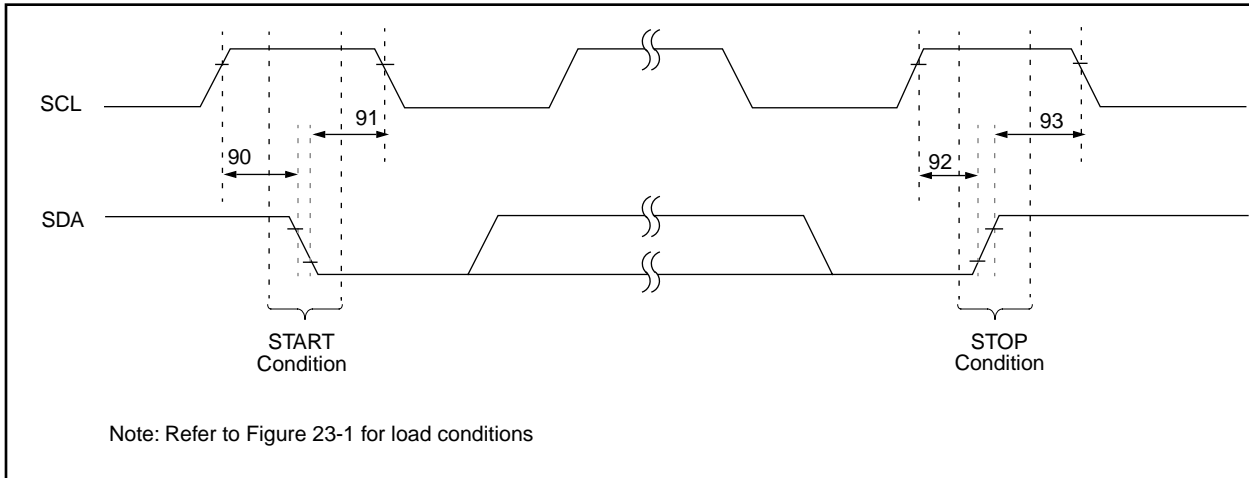 SCL
91
93
90
92
SDA
START
Condition
STOP
Condition
Note: Refer to Figure 23-1 for load conditions